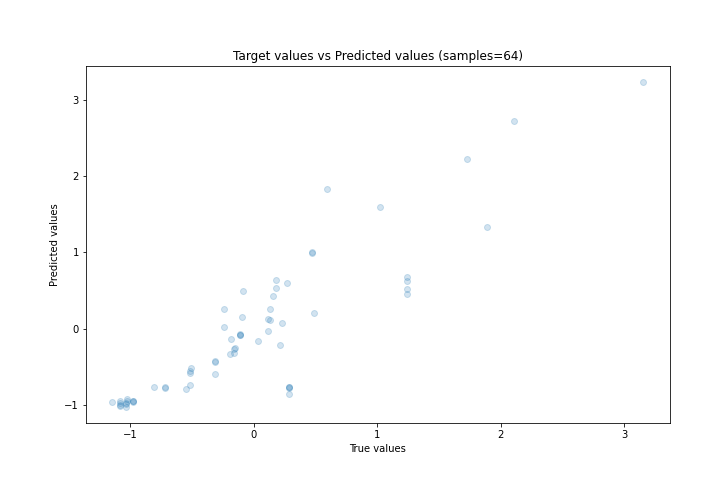 Target values vs Predicted values (samples=64)
3
2
1
0
−1
Predicted values
−1 0 1 2 3
True values